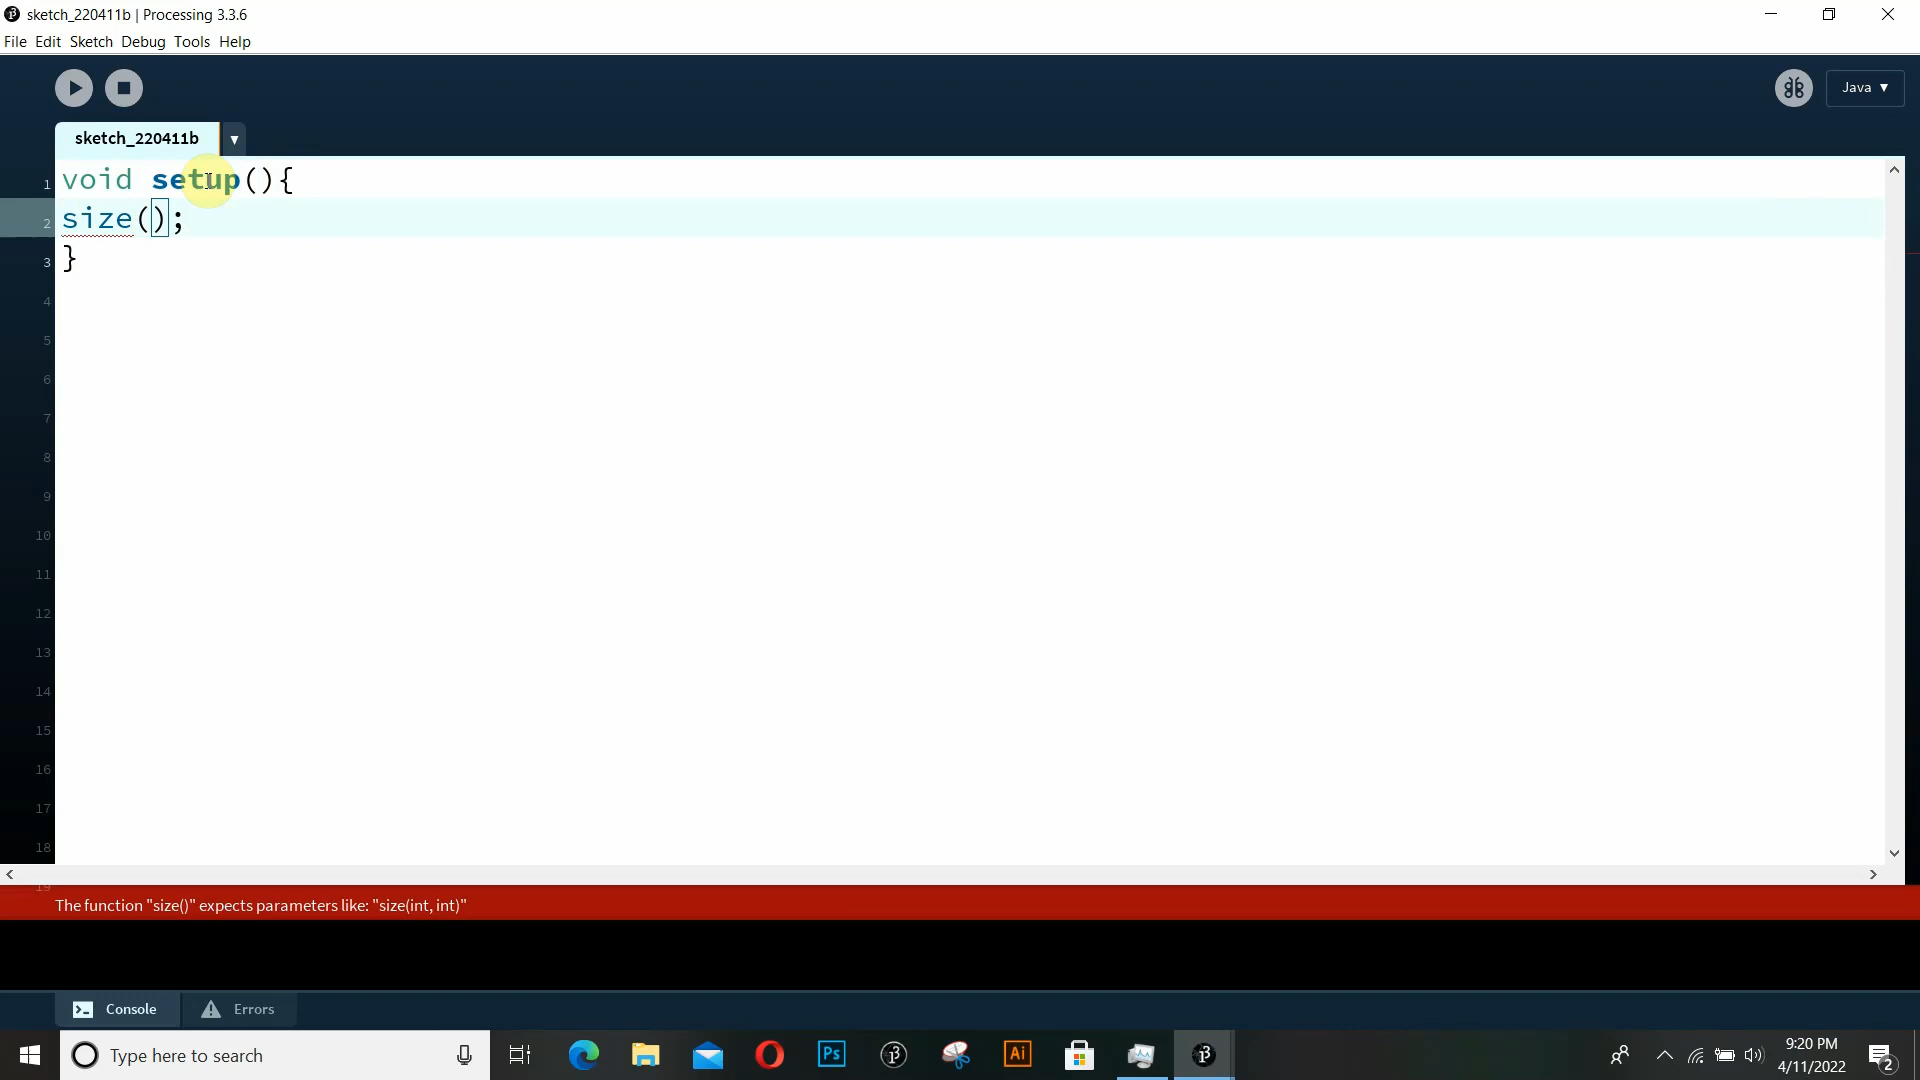 sketch_220411b | Processing 3.3.6
File Edit Sketch Debug Tools Help
Java ▼
sketch_220411b ▼
1 void setup(){
2 size();
3 }
4
5
6
7
8
9
10
11
12
13
14
15
16
17
18
19
The function "size()" expects parameters like: "size(int, int)"
Console Errors
Type here to search
Ps
Ai
9:20 PM
4/11/2022
2